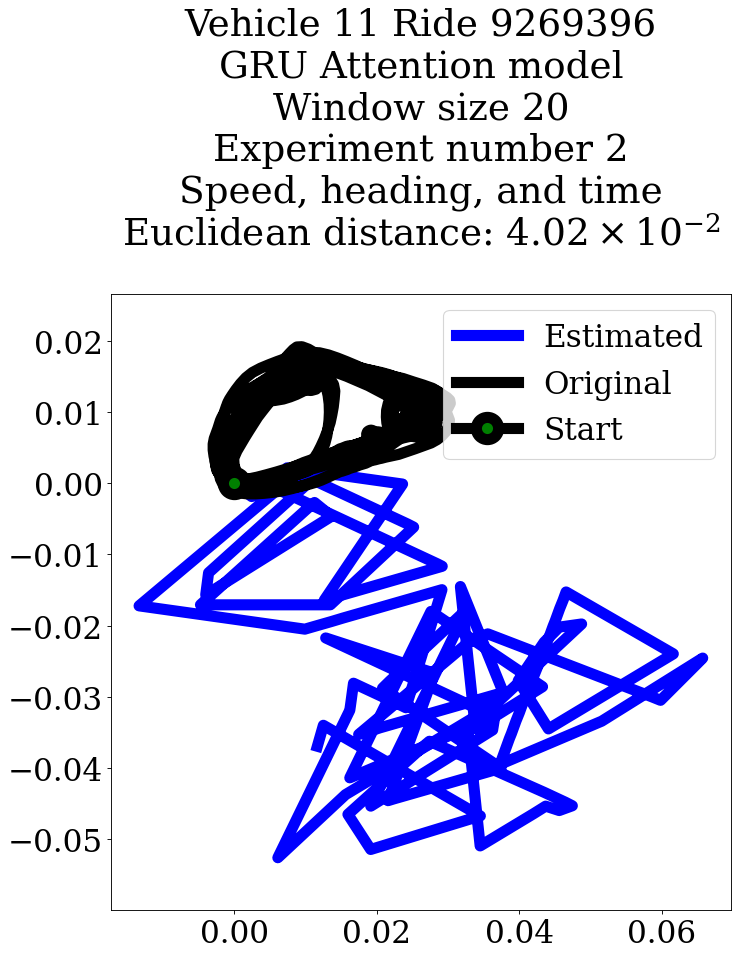 Vehicle 11 Ride 9269396
GRU Attention model
Window size 20
Experiment number 2
Speed, heading, and time
Euclidean distance: 4.02 × 10⁻²
Estimated
Original
Start
0.02
0.01
0.00
−0.01
−0.02
−0.03
−0.04
−0.05
0.00 0.02 0.04 0.06